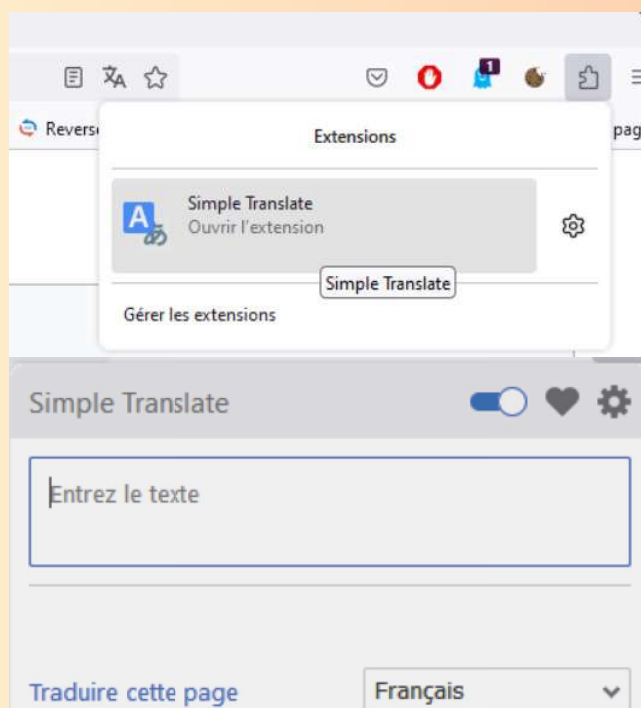 1
Revers
pag
Extensions
Simple Translate
Ouvrir l'extension
Simple Translate
Gérer les extensions
Simple Translate
Entrez le texte
Traduire cette page
Français